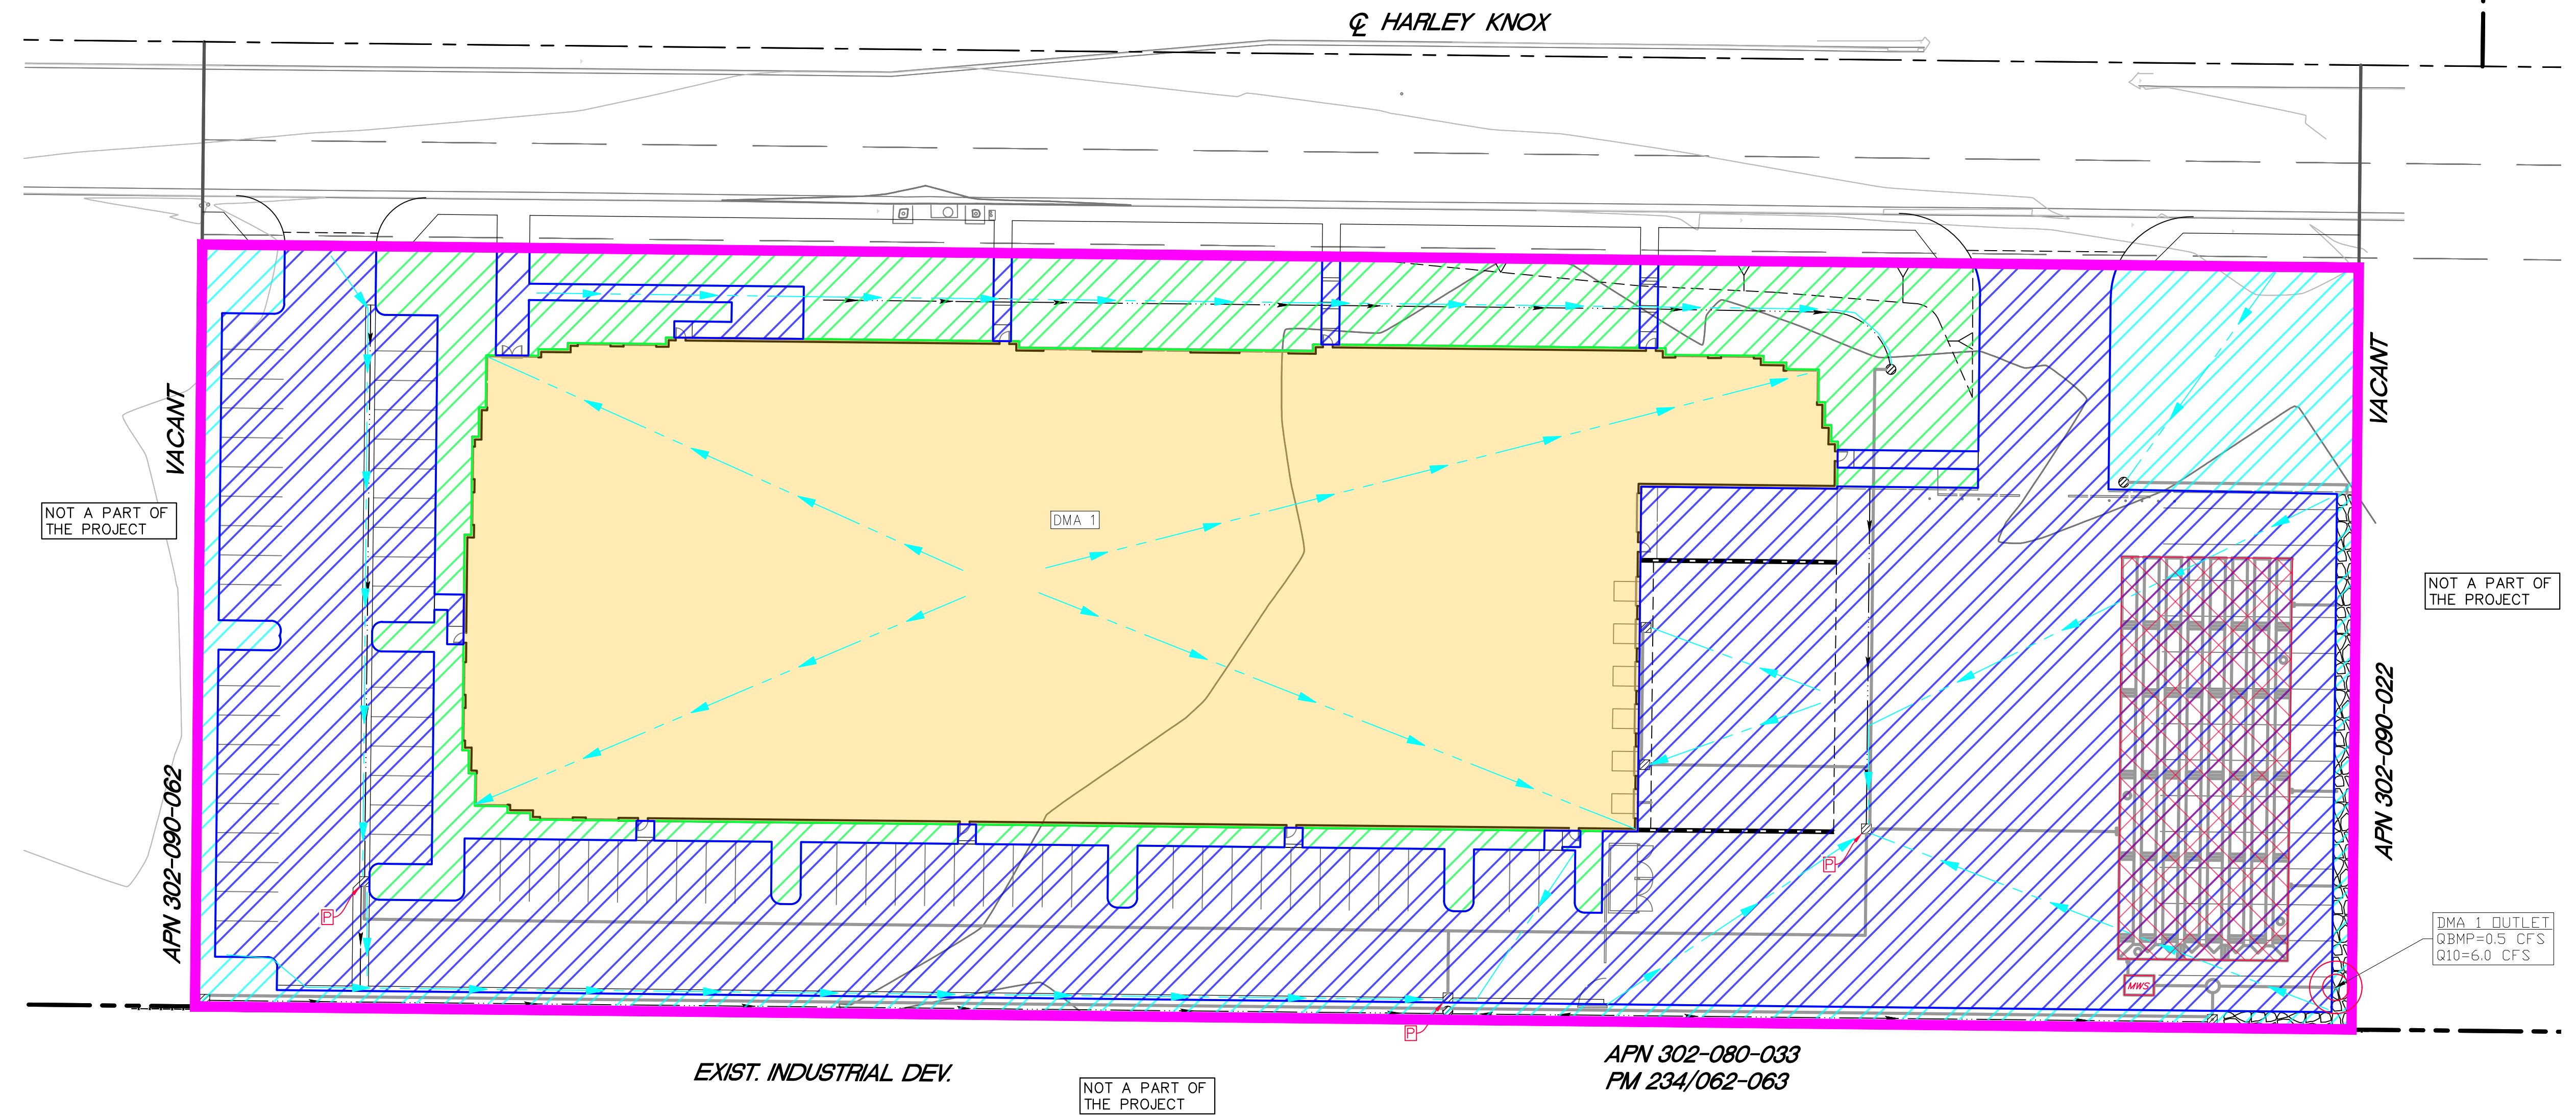 ℄ HARLEY KNOX
VACANT
VACANT
NOT A PART OF
THE PROJECT
DMA 1
NOT A PART OF
THE PROJECT
APN 302-090-062
APN 302-090-022
P
P
P
DMA 1 OUTLET
QBMP=0.5 CFS
Q10=6.0 CFS
MWS
EXIST. INDUSTRIAL DEV.
NOT A PART OF
THE PROJECT
APN 302-080-033
PM 234/062-063